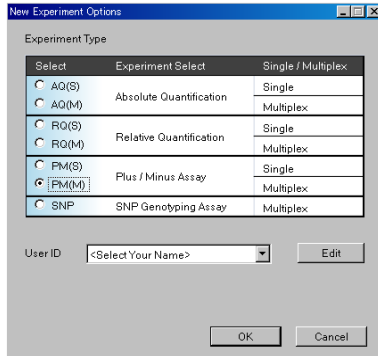 New Experiment Options
Experiment Type
Select Experiment Select Single / Multiplex
AQ(S) Absolute Quantification Single
AQ(M) Multiplex
RQ(S) Relative Quantification Single
RQ(M) Multiplex
PM(S) Plus / Minus Assay Single
PM(M) Multiplex
SNP SNP Genotyping Assay Multiplex
User ID <Select Your Name> Edit
OK Cancel